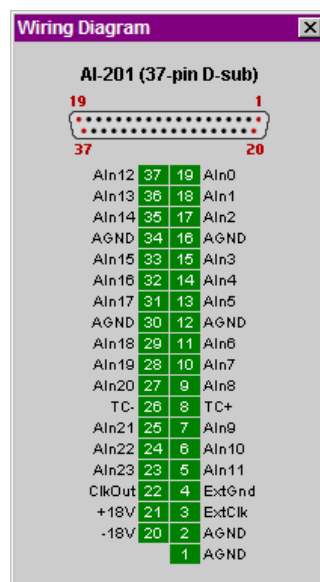 Wiring Diagram
AI-201 (37-pin D-sub)
19 1
37 20
AIn12 37 19 AIn0
AIn13 36 18 AIn1
AIn14 35 17 AIn2
AGND 34 16 AGND
AIn15 33 15 AIn3
AIn16 32 14 AIn4
AIn17 31 13 AIn5
AGND 30 12 AGND
AIn18 29 11 AIn6
AIn19 28 10 AIn7
AIn20 27 9 AIn8
TC- 26 8 TC+
AIn21 25 7 AIn9
AIn22 24 6 AIn10
AIn23 23 5 AIn11
ClkOut 22 4 ExtGnd
+18V 21 3 ExtClk
-18V 20 2 AGND
1 AGND